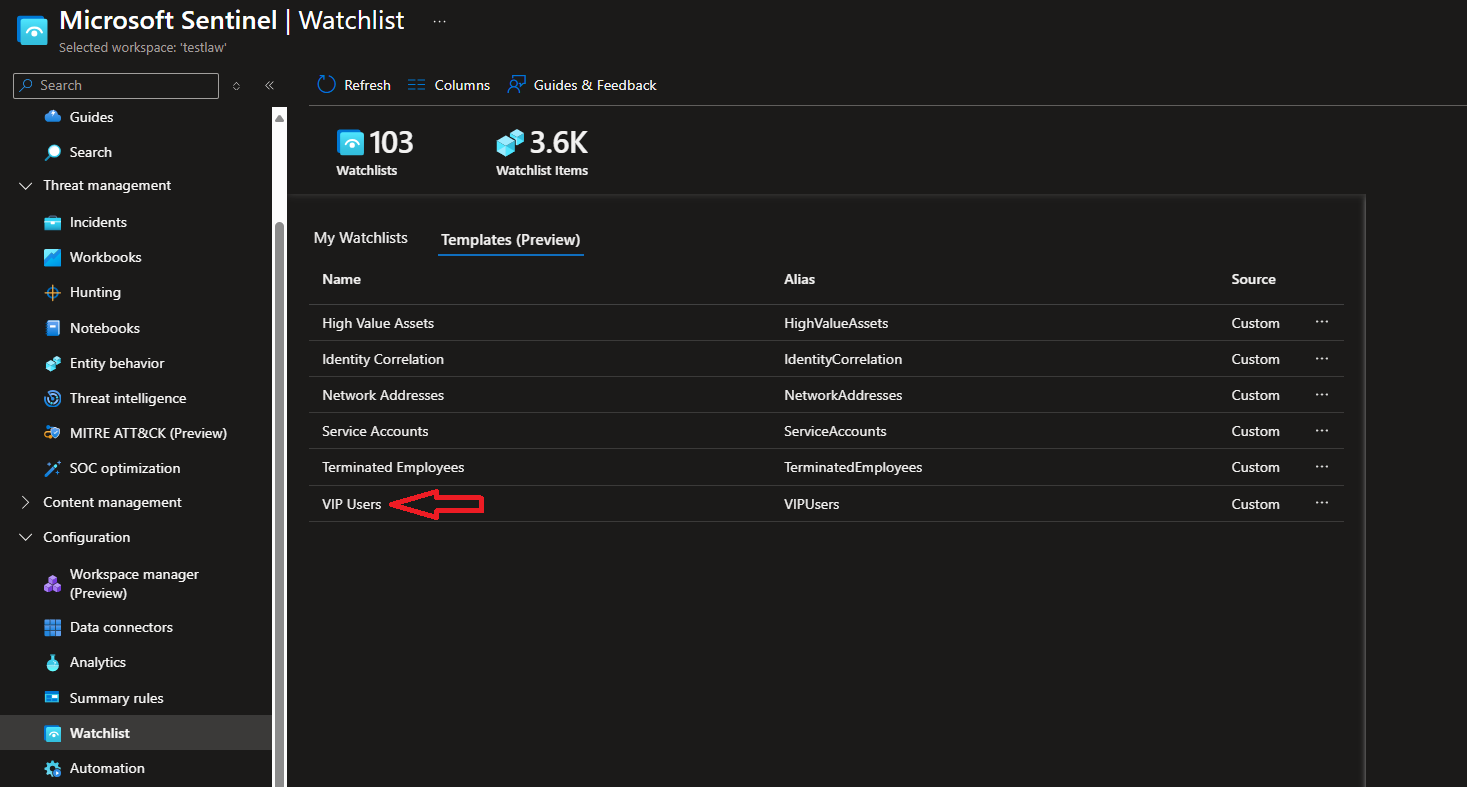 Microsoft Sentinel | Watchlist ...
Selected workspace: 'testlaw'
Search
Guides
Search
Threat management
Incidents
Workbooks
Hunting
Notebooks
Entity behavior
Threat intelligence
MITRE ATT&CK (Preview)
SOC optimization
Content management
Configuration
Workspace manager
(Preview)
Data connectors
Analytics
Summary rules
Watchlist
Automation
Refresh Columns Guides & Feedback
103 3.6K
Watchlists Watchlist Items
My Watchlists Templates (Preview)
Name Alias Source
High Value Assets HighValueAssets Custom ...
Identity Correlation IdentityCorrelation Custom ...
Network Addresses NetworkAddresses Custom ...
Service Accounts ServiceAccounts Custom ...
Terminated Employees TerminatedEmployees Custom ...
VIP Users VIPUsers Custom ...